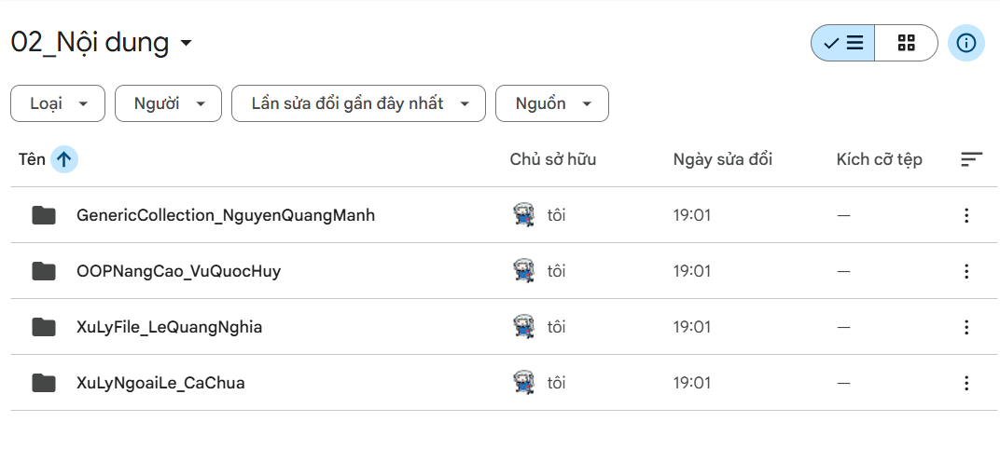 02_Nội dung
Loại Người Lần sửa đổi gần đây nhất Nguồn
Tên Chủ sở hữu Ngày sửa đổi Kích cỡ tệp
GenericCollection_NguyenQuangManh tôi 19:01 —
OOPNangCao_VuQuocHuy tôi 19:01 —
XuLyFile_LeQuangNghia tôi 19:01 —
XuLyNgoaiLe_CaChua tôi 19:01 —